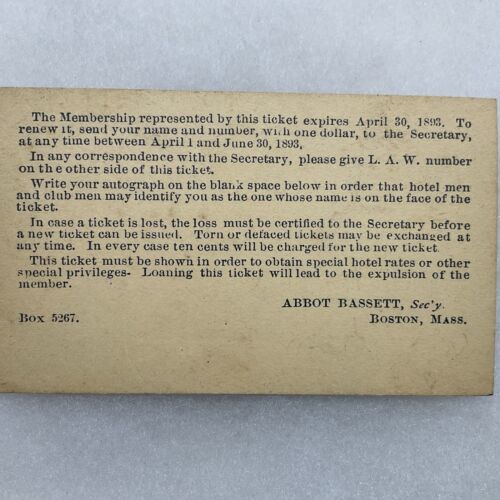 The Membership represented by this ticket expires April 30, 1893. To
renew it, send your name and number, with one dollar, to the Secretary,
at any time between April 1 and June 30, 1893.
In any correspondence with the Secretary, please give L. A. W. number
on the other side of this ticket.
Write your autograph on the blank space below in order that hotel men
and club men may identify you as the one whose name is on the face of the
ticket.
In case a ticket is lost, the loss must be certified to the Secretary before
a new ticket can be issued. Torn or defaced tickets may be exchanged at
any time. In every case ten cents will be charged for the new ticket.
This ticket must be shown in order to obtain special hotel rates or other
special privileges- Loaning this ticket will lead to the expulsion of the
member.
ABBOT BASSETT, Sec'y.
Box 5267. BOSTON, MASS.